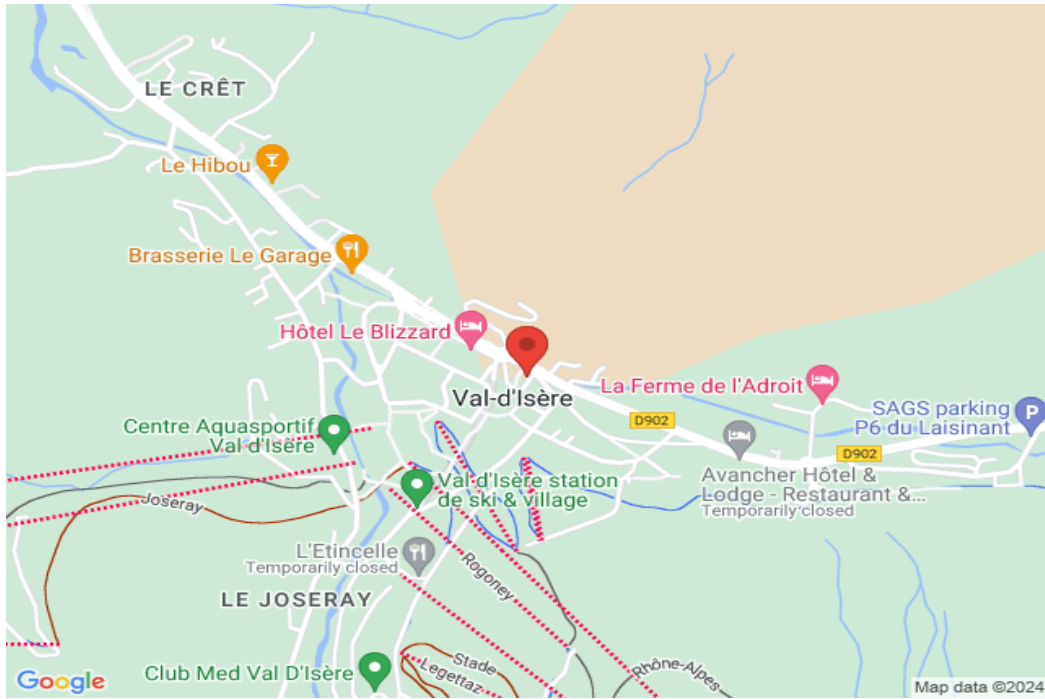 LE CRÊT
Le Hibou
Brasserie Le Garage
Hôtel Le Blizzard
Val-d'Isère
La Ferme de l'Adroit
SAGS parking
P6 du Laisinant
P
D902
D902
Centre Aquasportif
Val d'Isère
Avancher Hôtel &
Lodge - Restaurant &...
Temporarily closed
Val-d'Isère station
de ski & village
Joseray
L'Etincelle
Temporarily closed
Rogoney
LE JOSERAY
Club Med Val D'Isère
Stade
Legettaz
Rhône-Alpes
Google
Map data ©2024